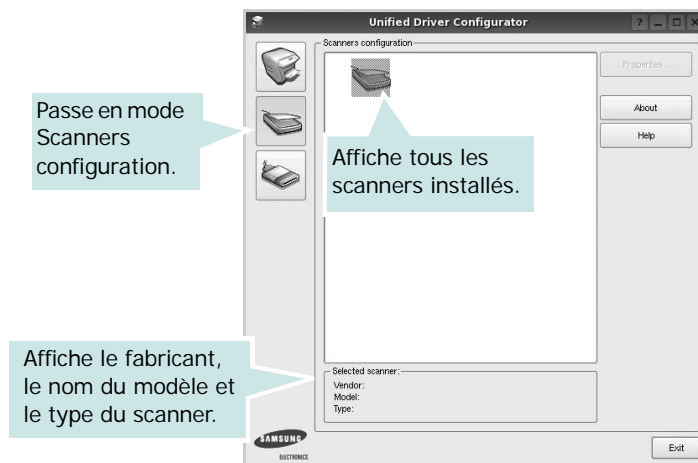 Unified Driver Configurator
Scanners configuration
Properties ...
About
Help
Passe en mode
Scanners
configuration.
Affiche tous les
scanners installés.
Affiche le fabricant,
le nom du modèle et
le type du scanner.
Selected scanner:
Vendor:
Model:
Type:
SAMSUNG
ELECTRONICS
Exit